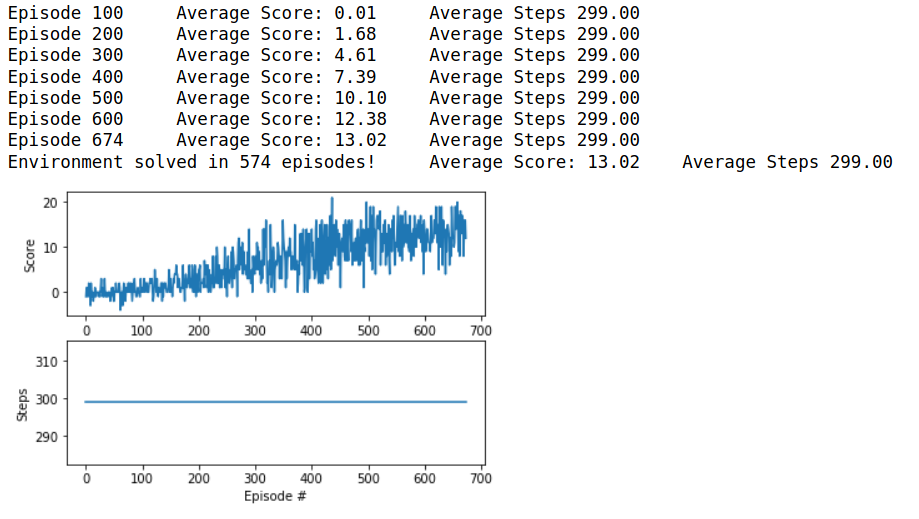 Episode 100	Average Score: 0.01	Average Steps 299.00
Episode 200	Average Score: 1.68	Average Steps 299.00
Episode 300	Average Score: 4.61	Average Steps 299.00
Episode 400	Average Score: 7.39	Average Steps 299.00
Episode 500	Average Score: 10.10	Average Steps 299.00
Episode 600	Average Score: 12.38	Average Steps 299.00
Episode 674	Average Score: 13.02	Average Steps 299.00
Environment solved in 574 episodes!	Average Score: 13.02	Average Steps 299.00
Score
20
10
0
0 100 200 300 400 500 600 700
Steps
310
300
290
0 100 200 300 400 500 600 700
Episode #